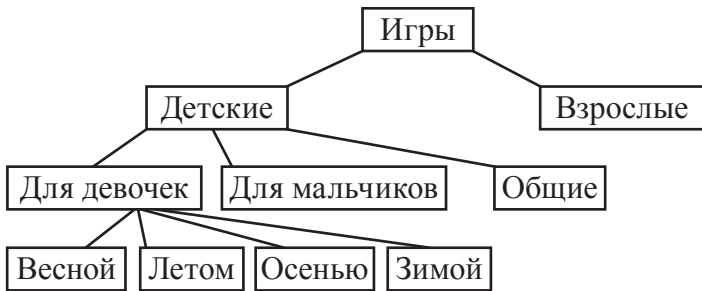 Игры
Детские Взрослые
Для девочек Для мальчиков Общие
Весной Летом Осенью Зимой